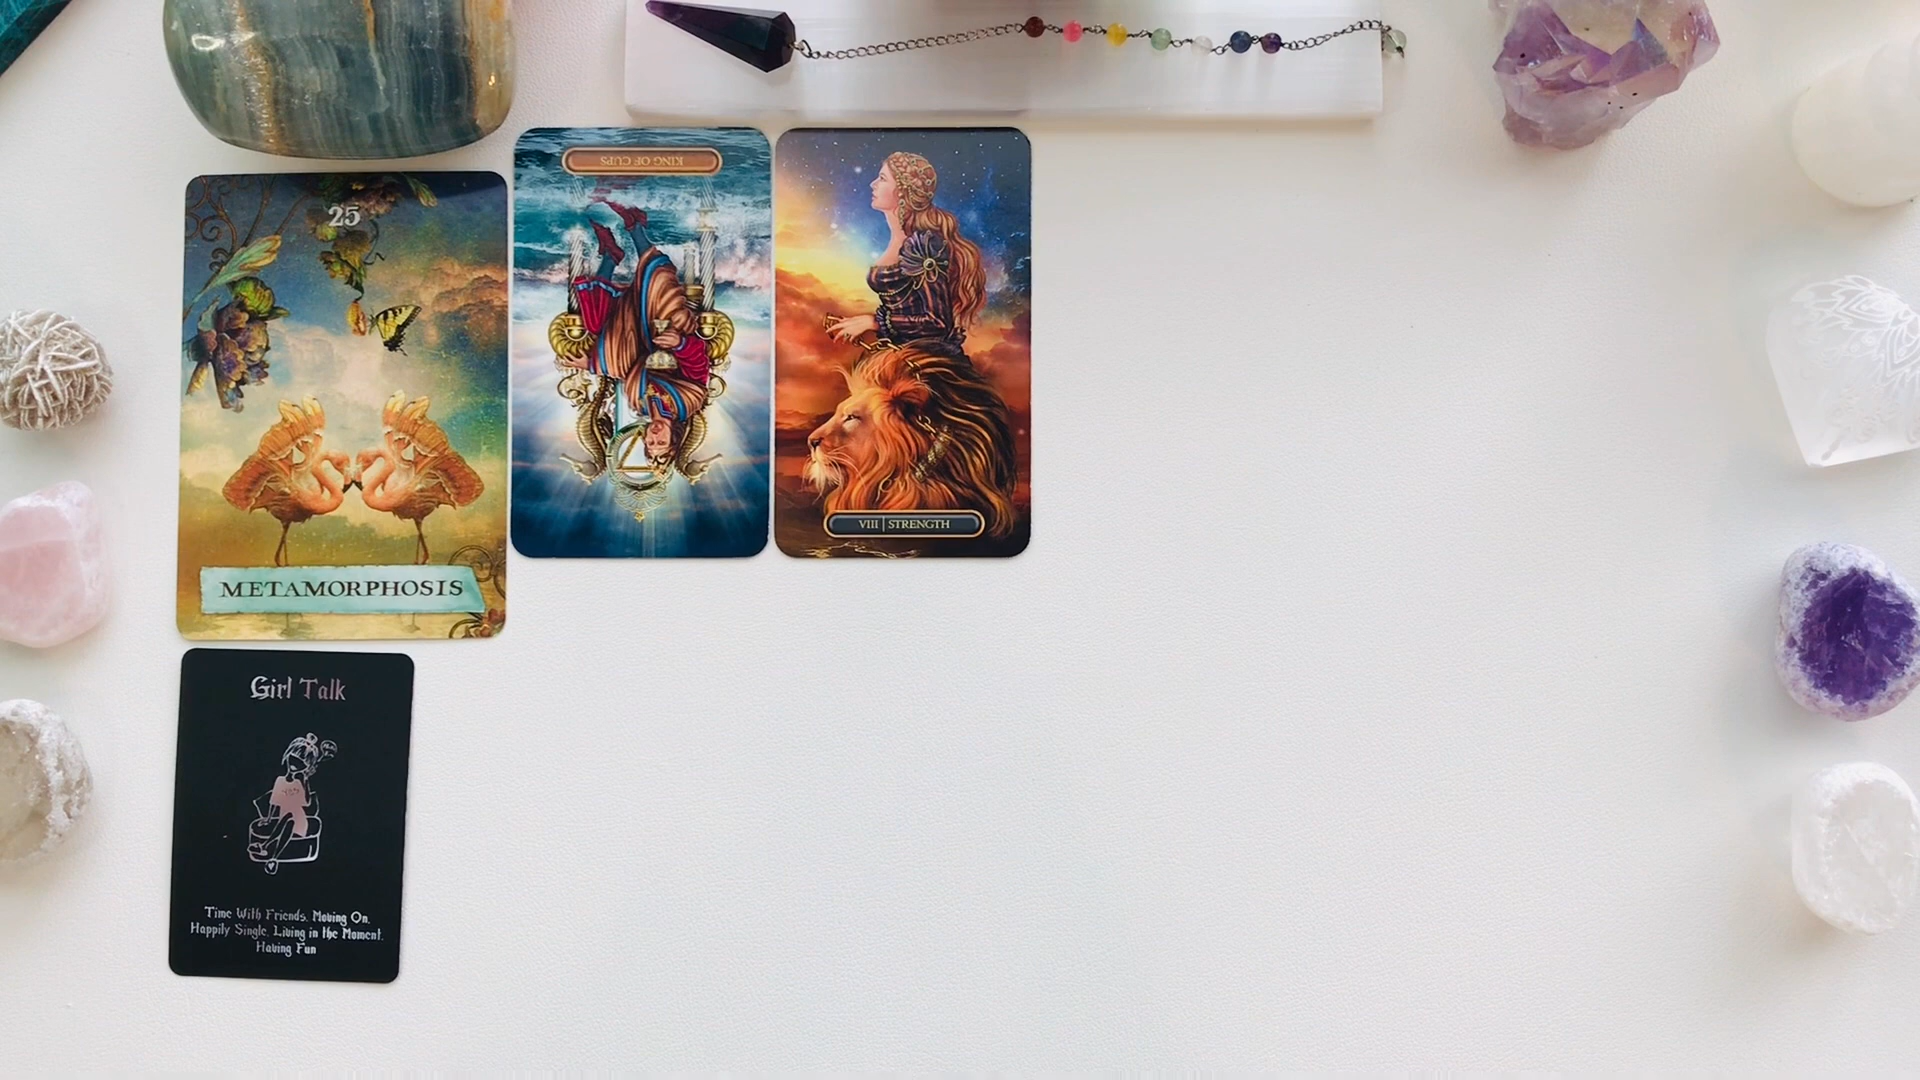 25
METAMORPHOSIS
KING OF CUPS
VIII | STRENGTH
Girl Talk
Time With Friends, Moving On,
Happily Single, Living in the Moment,
Having Fun